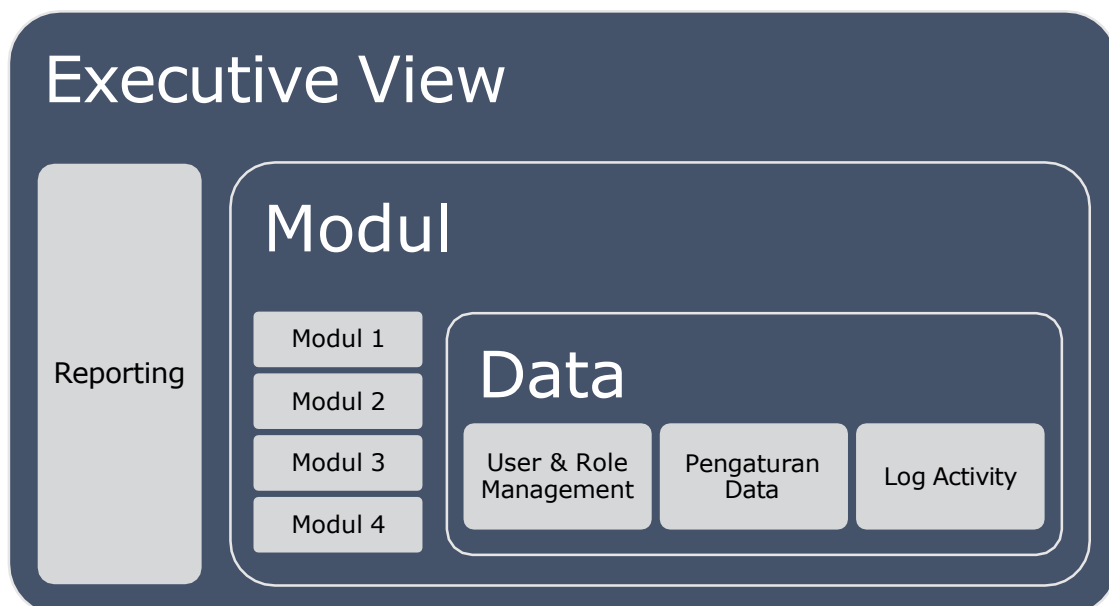 Executive View
Reporting
Modul
Modul 1
Modul 2
Modul 3
Modul 4
Data
User & Role
Management
Pengaturan
Data
Log Activity